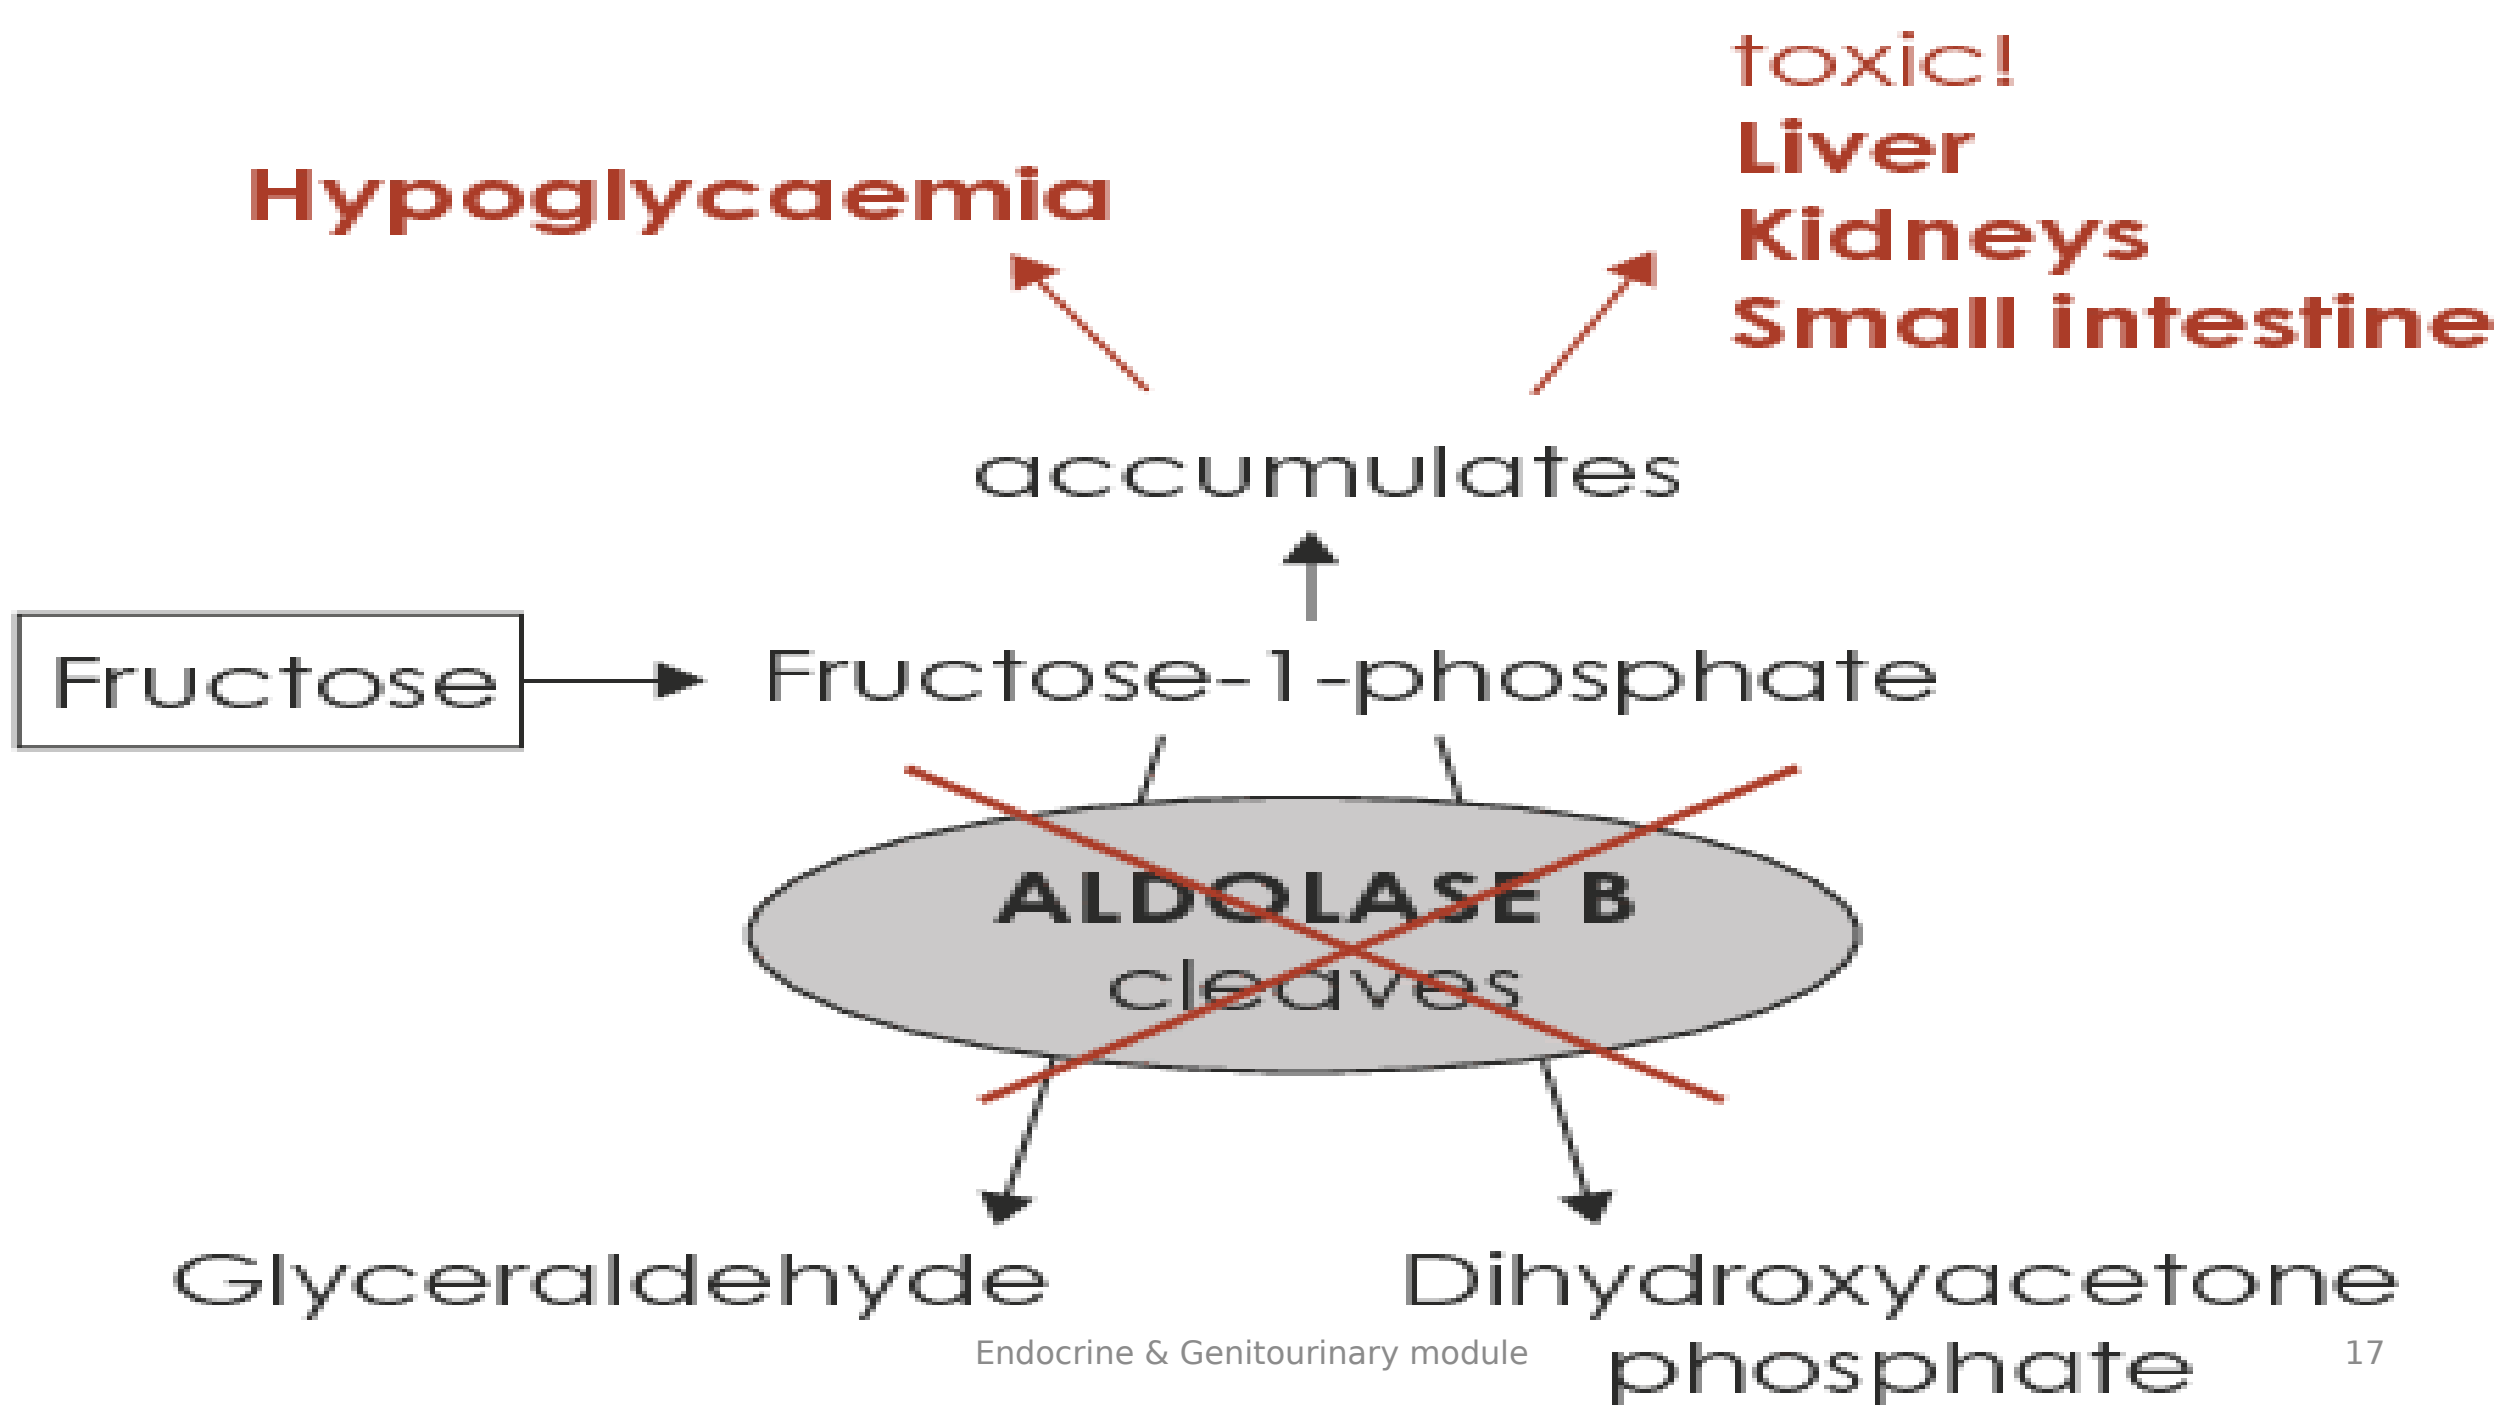 toxic!
Liver
Kidneys
Small intestine
Hypoglycaemia
accumulates
Fructose
Fructose-1-phosphate
ALDOLASE B
cleaves
Glyceraldehyde
Dihydroxyacetone
phosphate
Endocrine & Genitourinary module
17